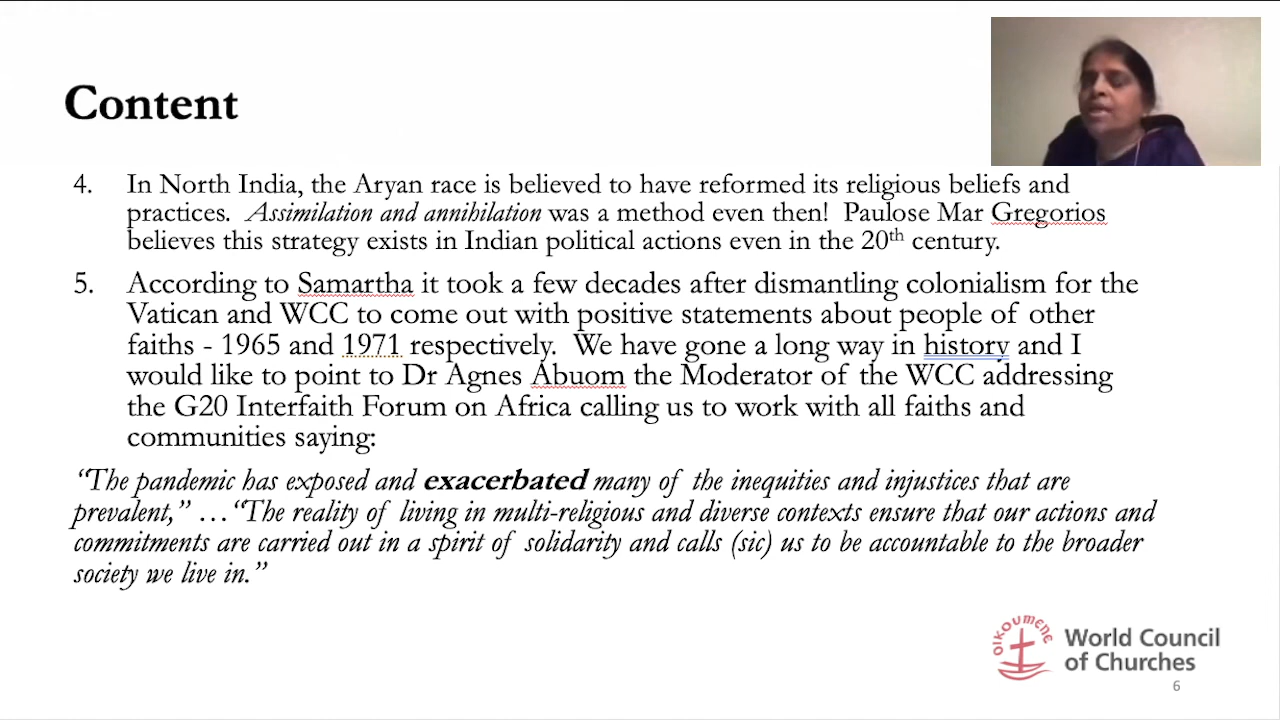 Content
4. In North India, the Aryan race is believed to have reformed its religious beliefs and
practices. Assimilation and annihilation was a method even then! Paulose Mar Gregorios
believes this strategy exists in Indian political actions even in the 20th century.
5. According to Samartha it took a few decades after dismantling colonialism for the
Vatican and WCC to come out with positive statements about people of other
faiths - 1965 and 1971 respectively. We have gone a long way in history and I
would like to point to Dr Agnes Abuom the Moderator of the WCC addressing
the G20 Interfaith Forum on Africa calling us to work with all faiths and
communities saying:
“The pandemic has exposed and exacerbated many of the inequities and injustices that are
prevalent,” …“The reality of living in multi-religious and diverse contexts ensure that our actions and
commitments are carried out in a spirit of solidarity and calls (sic) us to be accountable to the broader
society we live in.”
OIKOUMENE
World Council
of Churches
6